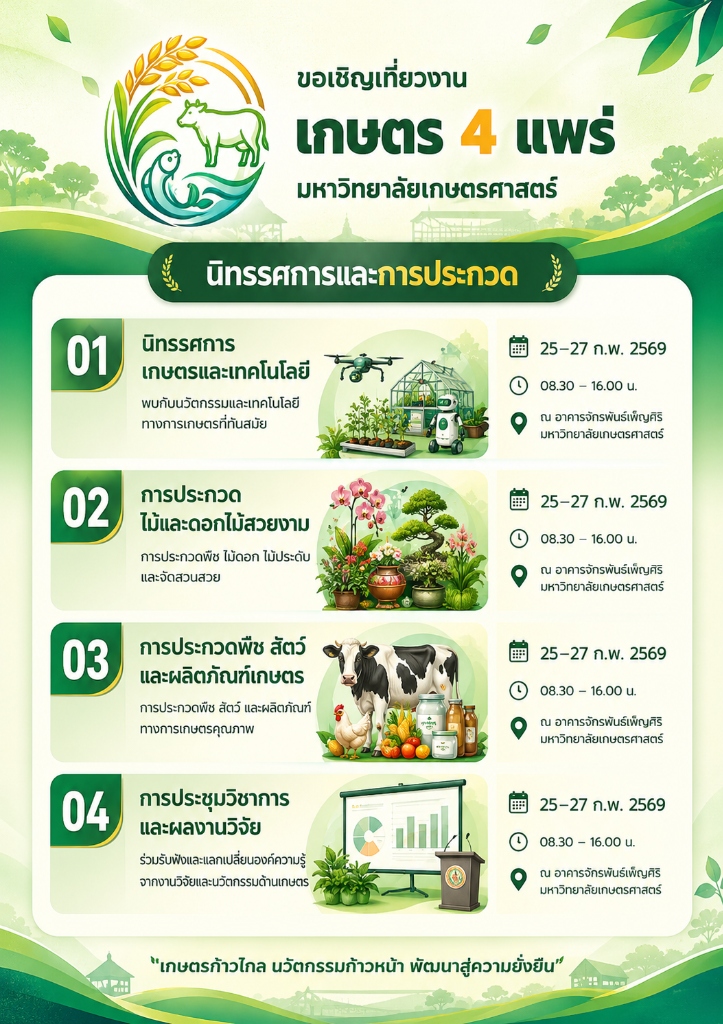 ขอเชิญเที่ยวงาน
เกษตร 4 แพร่
มหาวิทยาลัยเกษตรศาสตร์
นิทรรศการและการประกวด
01
นิทรรศการ
เกษตรและเทคโนโลยี
พบกับนวัตกรรมและเทคโนโลยี
ทางการเกษตรที่ทันสมัย
25–27 ก.พ. 2569
08.30 – 16.00 น.
ณ อาคารจักรพันธ์เพ็ญศิริ
มหาวิทยาลัยเกษตรศาสตร์
02
การประกวด
ไม้และดอกไม้สวยงาม
การประกวดพืช ไม้ดอก ไม้ประดับ
และจัดสวนสวย
25–27 ก.พ. 2569
08.30 – 16.00 น.
ณ อาคารจักรพันธ์เพ็ญศิริ
มหาวิทยาลัยเกษตรศาสตร์
03
การประกวดพืช สัตว์
และผลิตภัณฑ์เกษตร
การประกวดพืช สัตว์ และผลิตภัณฑ์
ทางการเกษตรคุณภาพ
25–27 ก.พ. 2569
08.30 – 16.00 น.
ณ อาคารจักรพันธ์เพ็ญศิริ
มหาวิทยาลัยเกษตรศาสตร์
04
การประชุมวิชาการ
และผลงานวิจัย
ร่วมรับฟังและแลกเปลี่ยนองค์ความรู้
จากงานวิจัยและนวัตกรรมด้านเกษตร
25–27 ก.พ. 2569
08.30 – 16.00 น.
ณ อาคารจักรพันธ์เพ็ญศิริ
มหาวิทยาลัยเกษตรศาสตร์
"เกษตรก้าวไกล นวัตกรรมก้าวหน้า พัฒนาสู่ความยั่งยืน"